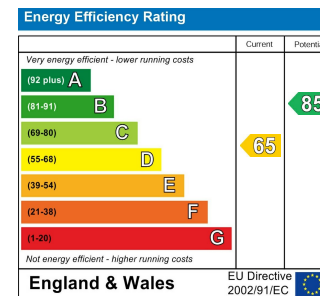 Energy Efficiency Rating
Current Potenti
Very energy efficient - lower running costs
(92 plus) A
(81-91) B
(69-80) C
(55-68) D
(39-54) E
(21-38) F
(1-20) G
65
85
Not energy efficient - higher running costs
England & Wales
EU Directive
2002/91/EC